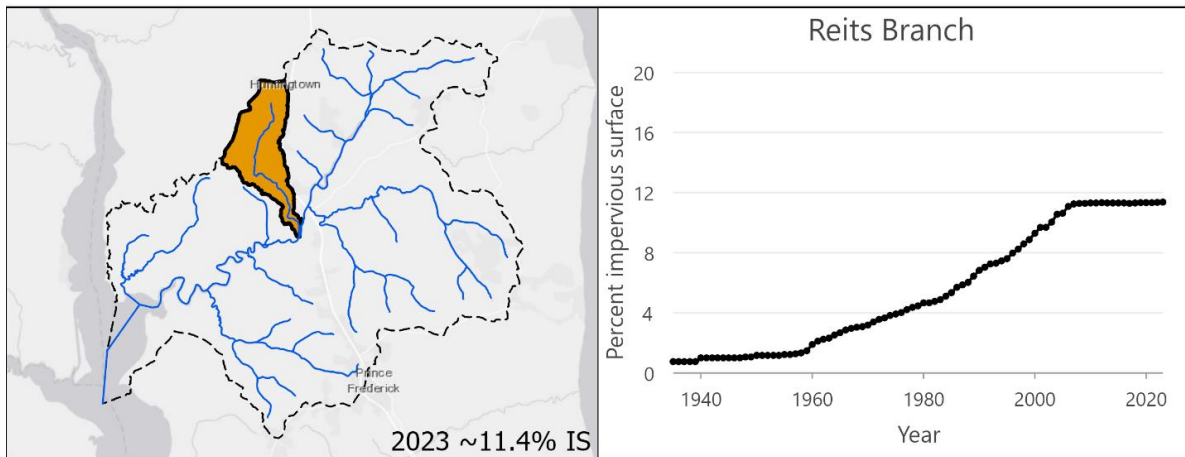 Huntingtown
Prince
Frederick
2023 ~11.4% IS
Reits Branch
Percent impervious surface
20
16
12
8
4
0
1940 1960 1980 2000 2020
Year